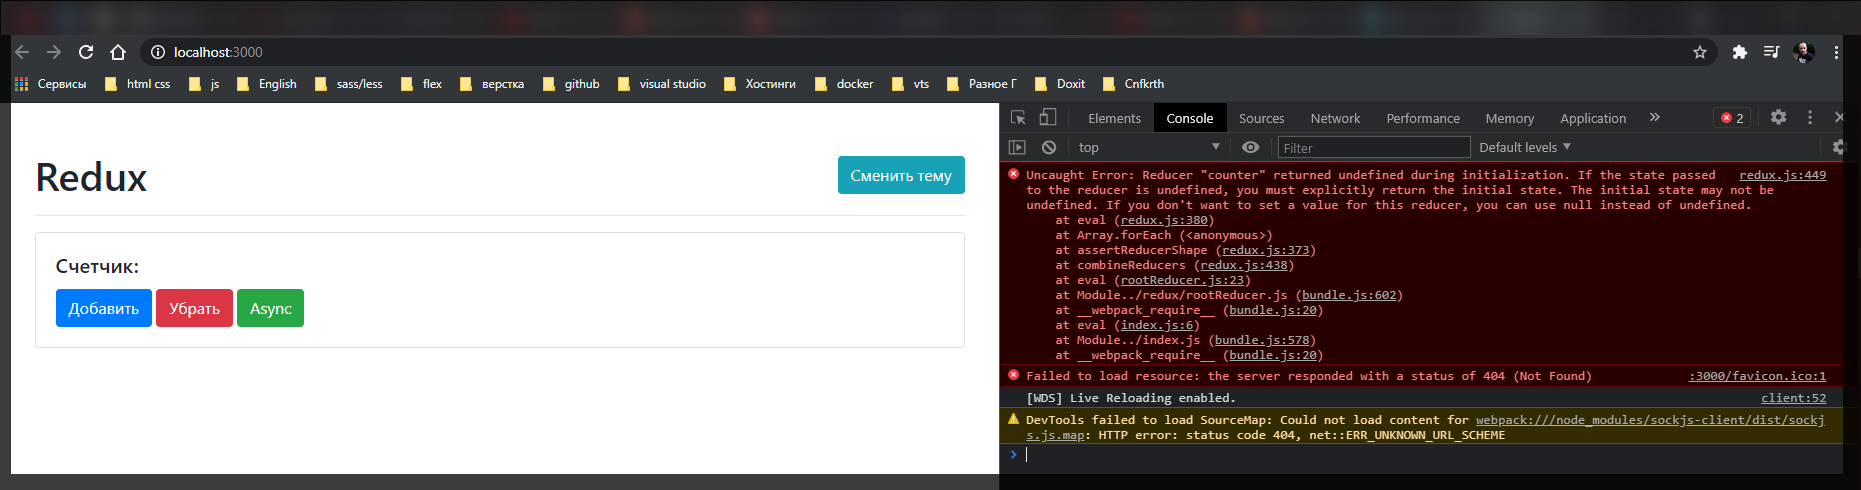 localhost:3000
Сервисы html css js English sass/less flex верстка github visual studio Хостинги docker vts Разное Г Doxit Cnfkrth
Redux
Сменить тему
Счетчик:
Добавить Убрать Async
Elements Console Sources Network Performance Memory Application » 2
top Filter Default levels
Uncaught Error: Reducer "counter" returned undefined during initialization. If the state passed redux.js:449
to the reducer is undefined, you must explicitly return the initial state. The initial state may not be
undefined. If you don't want to set a value for this reducer, you can use null instead of undefined.
at eval (redux.js:380)
at Array.forEach (<anonymous>)
at assertReducerShape (redux.js:373)
at combineReducers (redux.js:438)
at eval (rootReducer.js:23)
at Module../redux/rootReducer.js (bundle.js:602)
at __webpack_require__ (bundle.js:20)
at eval (index.js:6)
at Module../index.js (bundle.js:578)
at __webpack_require__ (bundle.js:20)
Failed to load resource: the server responded with a status of 404 (Not Found) :3000/favicon.ico:1
[WDS] Live Reloading enabled. client:52
DevTools failed to load SourceMap: Could not load content for webpack:///node_modules/sockjs-client/dist/sockj
s.js.map: HTTP error: status code 404, net::ERR_UNKNOWN_URL_SCHEME